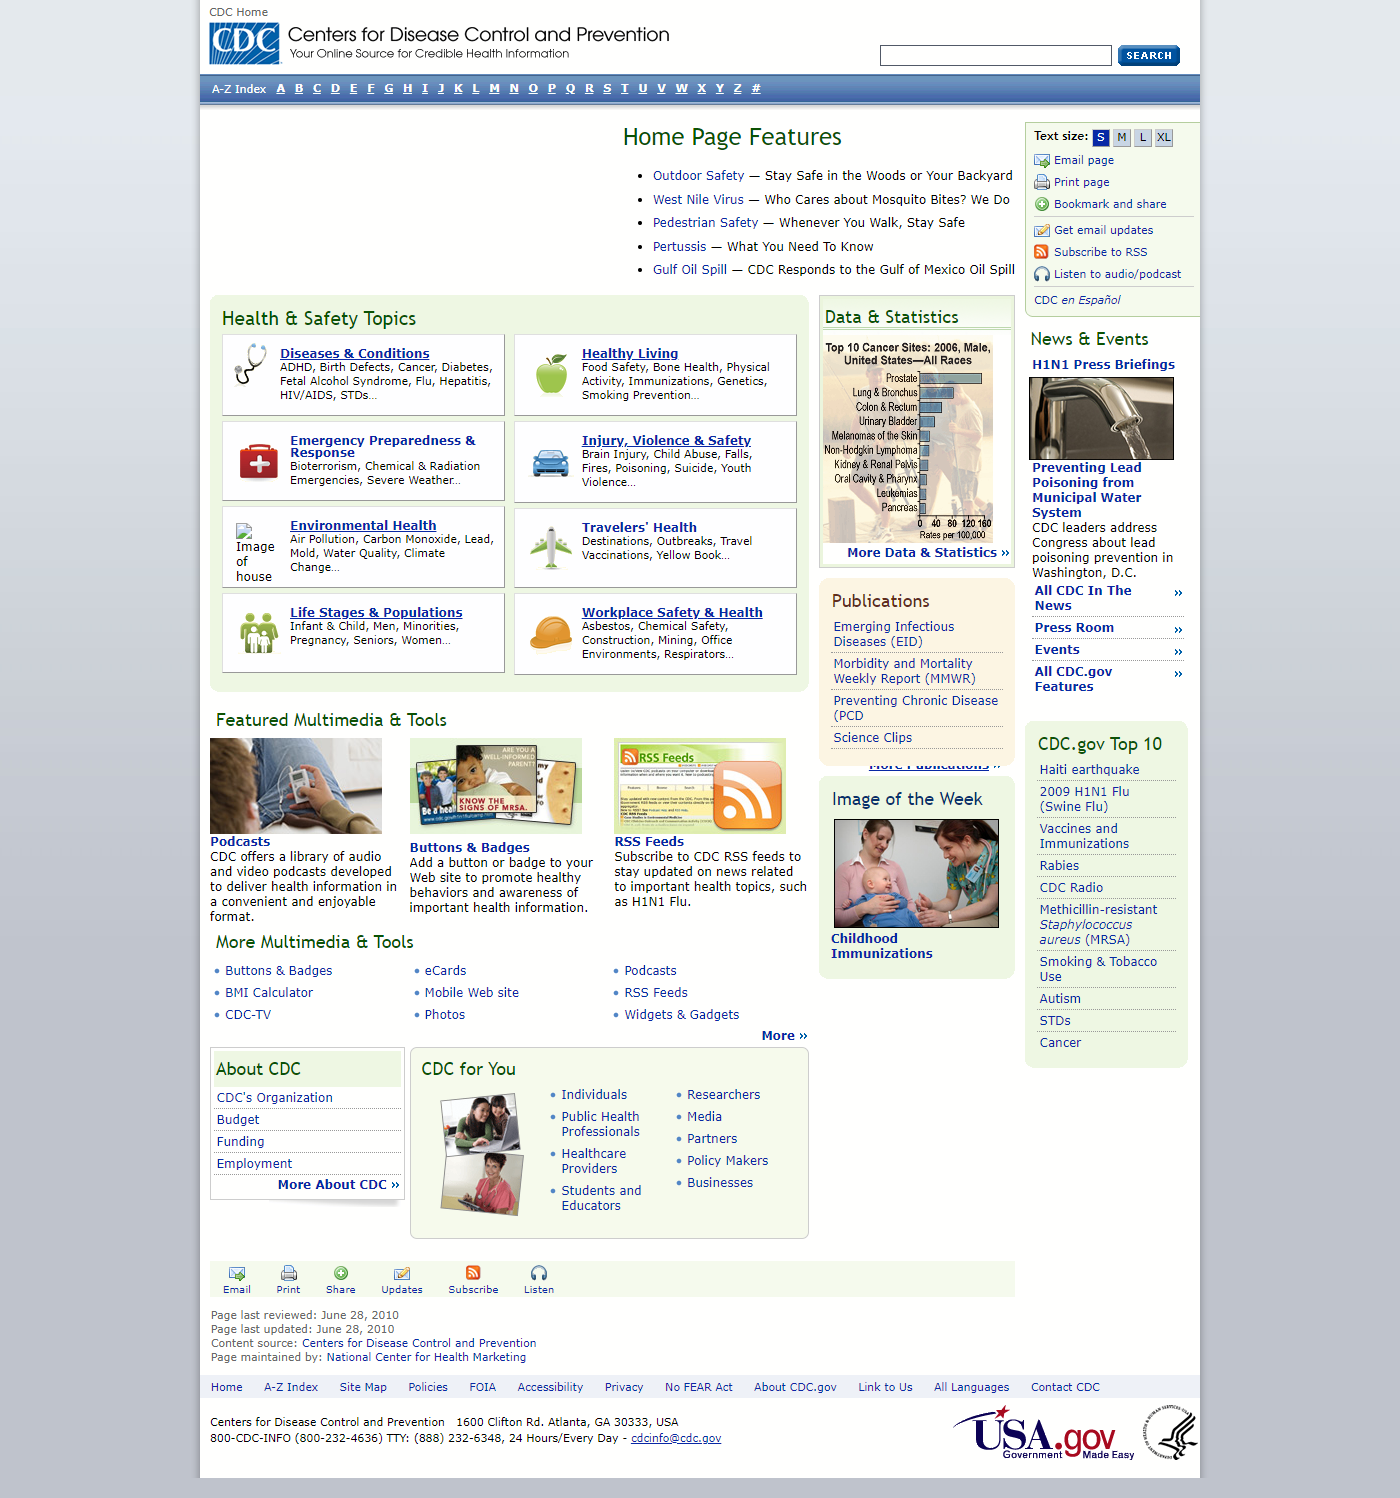 CDC Home
CDC
Centers for Disease Control and Prevention
Your Online Source for Credible Health Information
SEARCH
A-Z Index A B C D E F G H I J K L M N O P Q R S T U V W X Y Z #
Home Page Features
Outdoor Safety — Stay Safe in the Woods or Your Backyard
West Nile Virus — Who Cares about Mosquito Bites? We Do
Pedestrian Safety — Whenever You Walk, Stay Safe
Pertussis — What You Need To Know
Gulf Oil Spill — CDC Responds to the Gulf of Mexico Oil Spill
Text size: S M L XL
Email page
Print page
Bookmark and share
Get email updates
Subscribe to RSS
Listen to audio/podcast
CDC en Español
Health & Safety Topics
Diseases & Conditions
ADHD, Birth Defects, Cancer, Diabetes,
Fetal Alcohol Syndrome, Flu, Hepatitis,
HIV/AIDS, STDs...
Healthy Living
Food Safety, Bone Health, Physical
Activity, Immunizations, Genetics,
Smoking Prevention...
Emergency Preparedness &
Response
Bioterrorism, Chemical & Radiation
Emergencies, Severe Weather...
Injury, Violence & Safety
Brain Injury, Child Abuse, Falls,
Fires, Poisoning, Suicide, Youth
Violence...
Image
of
house
Environmental Health
Air Pollution, Carbon Monoxide, Lead,
Mold, Water Quality, Climate
Change...
Travelers' Health
Destinations, Outbreaks, Travel
Vaccinations, Yellow Book...
Life Stages & Populations
Infant & Child, Men, Minorities,
Pregnancy, Seniors, Women...
Workplace Safety & Health
Asbestos, Chemical Safety,
Construction, Mining, Office
Environments, Respirators...
Data & Statistics
Top 10 Cancer Sites: 2006, Male,
United States—All Races
Prostate
Lung & Bronchus
Colon & Rectum
Urinary Bladder
Melanomas of the Skin
Non-Hodgkin Lymphoma
Kidney & Renal Pelvis
Oral Cavity & Pharynx
Leukemias
Pancreas
0 40 80 120 160
Rates per 100,000
More Data & Statistics »
Publications
Emerging Infectious
Diseases (EID)
Morbidity and Mortality
Weekly Report (MMWR)
Preventing Chronic Disease
(PCD
Science Clips
More Publications »
Image of the Week
Childhood
Immunizations
News & Events
H1N1 Press Briefings
Preventing Lead
Poisoning from
Municipal Water
System
CDC leaders address
Congress about lead
poisoning prevention in
Washington, D.C.
All CDC In The
News »
Press Room »
Events »
All CDC.gov
Features »
CDC.gov Top 10
Haiti earthquake
2009 H1N1 Flu
(Swine Flu)
Vaccines and
Immunizations
Rabies
CDC Radio
Methicillin-resistant
Staphylococcus
aureus (MRSA)
Smoking & Tobacco
Use
Autism
STDs
Cancer
Featured Multimedia & Tools
Podcasts
CDC offers a library of audio
and video podcasts developed
to deliver health information in
a convenient and enjoyable
format.
ARE YOU A
WELL-INFORMED
PARENT?
KNOW THE
SIGNS OF MRSA.
Buttons & Badges
Add a button or badge to your
Web site to promote healthy
behaviors and awareness of
important health information.
RSS Feeds
RSS Feeds
Subscribe to CDC RSS feeds to
stay updated on news related
to important health topics, such
as H1N1 Flu.
More Multimedia & Tools
Buttons & Badges
BMI Calculator
CDC-TV
eCards
Mobile Web site
Photos
Podcasts
RSS Feeds
Widgets & Gadgets
More »
About CDC
CDC's Organization
Budget
Funding
Employment
More About CDC »
CDC for You
Individuals
Public Health
Professionals
Healthcare
Providers
Students and
Educators
Researchers
Media
Partners
Policy Makers
Businesses
Email Print Share Updates Subscribe Listen
Page last reviewed: June 28, 2010
Page last updated: June 28, 2010
Content source: Centers for Disease Control and Prevention
Page maintained by: National Center for Health Marketing
Home A-Z Index Site Map Policies FOIA Accessibility Privacy No FEAR Act About CDC.gov Link to Us All Languages Contact CDC
Centers for Disease Control and Prevention 1600 Clifton Rd. Atlanta, GA 30333, USA
800-CDC-INFO (800-232-4636) TTY: (888) 232-6348, 24 Hours/Every Day - cdcinfo@cdc.gov
USA.gov
Government Made Easy